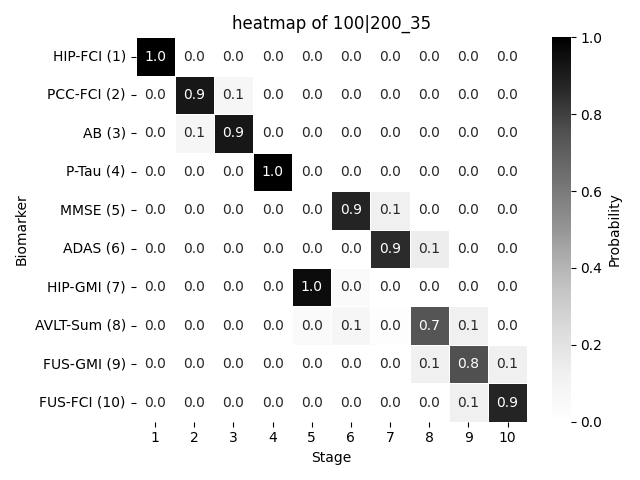 heatmap of 100|200_35
Biomarker
HIP-FCI (1) 1.0 0.0 0.0 0.0 0.0 0.0 0.0 0.0 0.0 0.0
PCC-FCI (2) 0.0 0.9 0.1 0.0 0.0 0.0 0.0 0.0 0.0 0.0
AB (3) 0.0 0.1 0.9 0.0 0.0 0.0 0.0 0.0 0.0 0.0
P-Tau (4) 0.0 0.0 0.0 1.0 0.0 0.0 0.0 0.0 0.0 0.0
MMSE (5) 0.0 0.0 0.0 0.0 0.0 0.9 0.1 0.0 0.0 0.0
ADAS (6) 0.0 0.0 0.0 0.0 0.0 0.0 0.9 0.1 0.0 0.0
HIP-GMI (7) 0.0 0.0 0.0 0.0 1.0 0.0 0.0 0.0 0.0 0.0
AVLT-Sum (8) 0.0 0.0 0.0 0.0 0.0 0.1 0.0 0.7 0.1 0.0
FUS-GMI (9) 0.0 0.0 0.0 0.0 0.0 0.0 0.0 0.1 0.8 0.1
FUS-FCI (10) 0.0 0.0 0.0 0.0 0.0 0.0 0.0 0.0 0.1 0.9
1 2 3 4 5 6 7 8 9 10
Stage
1.0
0.8
0.6
0.4
0.2
0.0
Probability